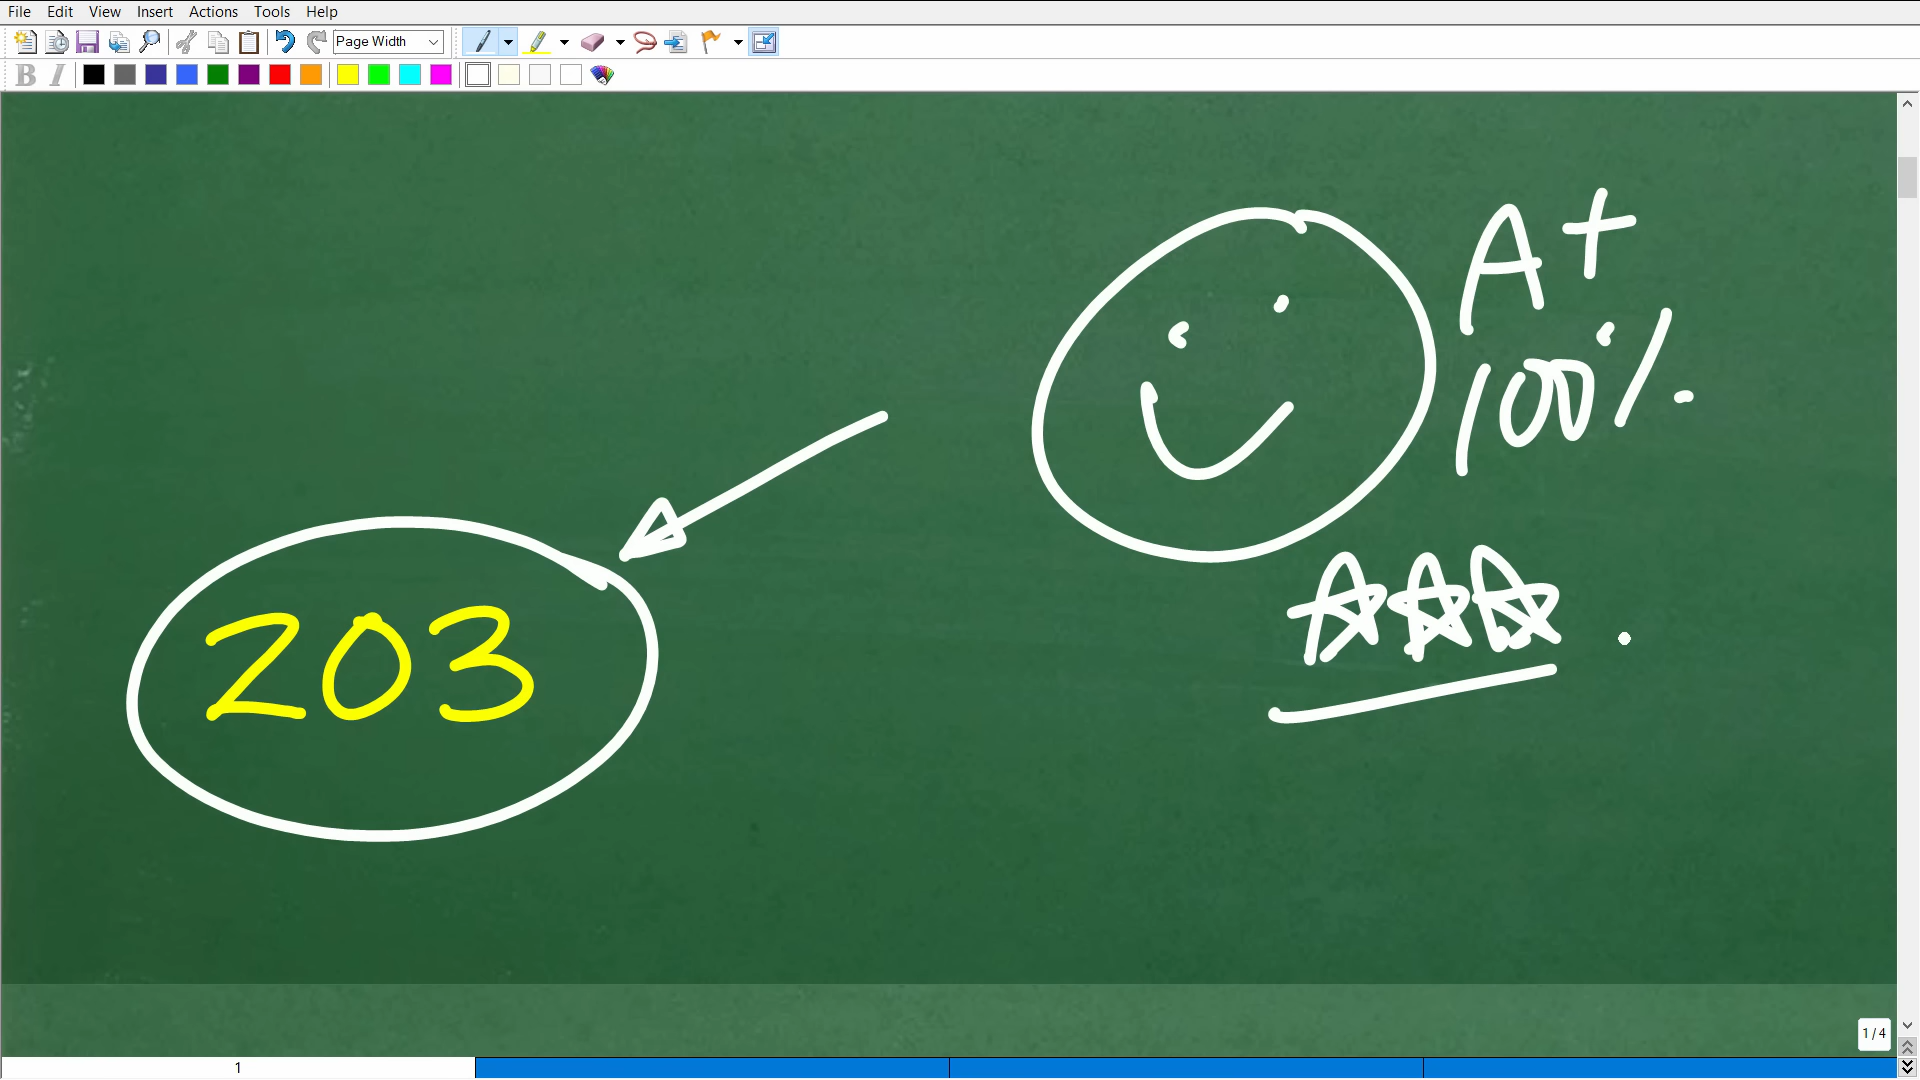 File Edit View Insert Actions Tools Help
Page Width
B I
A+
100%
203
1/4
1